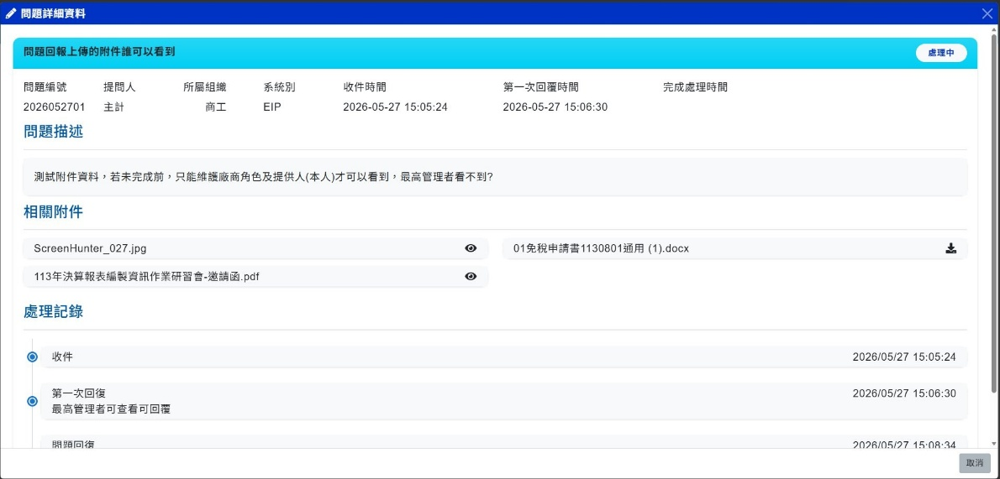 問題詳細資料
問題回報上傳的附件誰可以看到 處理中
問題編號 提問人 所屬組織 系統別 收件時間 第一次回覆時間 完成處理時間
2026052701 主計 商工 EIP 2026-05-27 15:05:24 2026-05-27 15:06:30
問題描述
測試附件資料，若未完成前，只能維護廠商角色及提供人(本人)才可以看到，最高管理者看不到?
相關附件
ScreenHunter_027.jpg 01免稅申請書1130801通用 (1).docx
113年決算報表編製資訊作業研習會-邀請函.pdf
處理記錄
收件 2026/05/27 15:05:24
第一次回復 2026/05/27 15:06:30
最高管理者可查看可回覆
問題回復 2026/05/27 15:08:34
取消